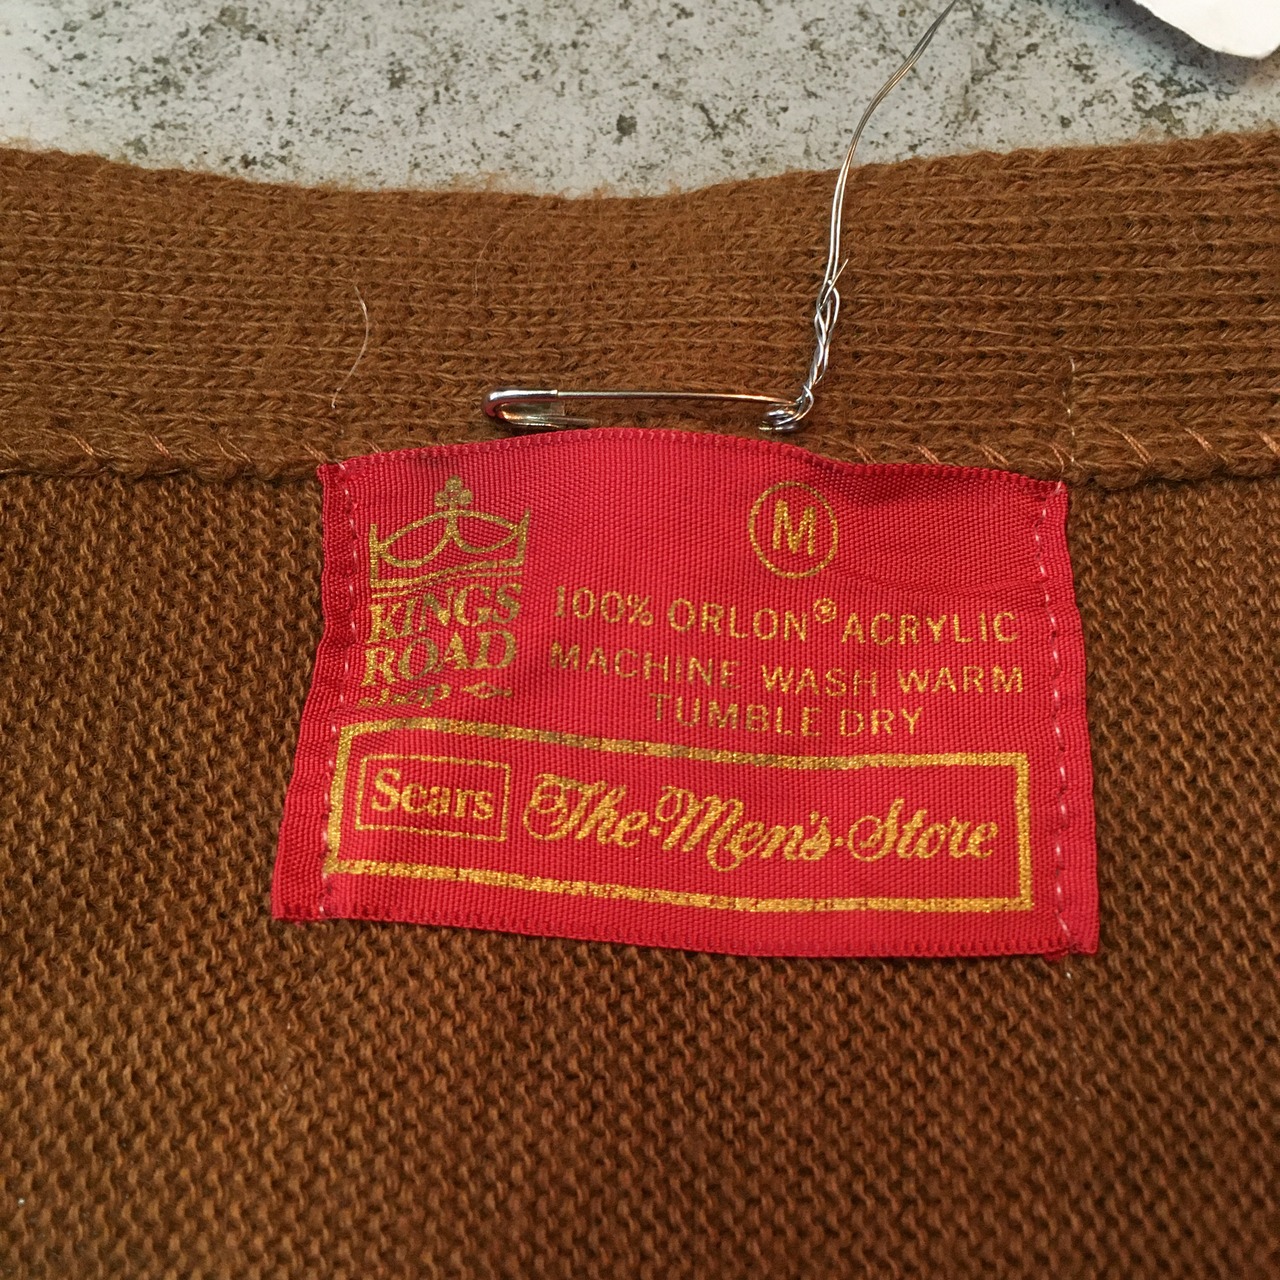 M
KINGS
ROAD
shop
100% ORLON® ACRYLIC
MACHINE WASH WARM
TUMBLE DRY
Sears
The·Men's·Store